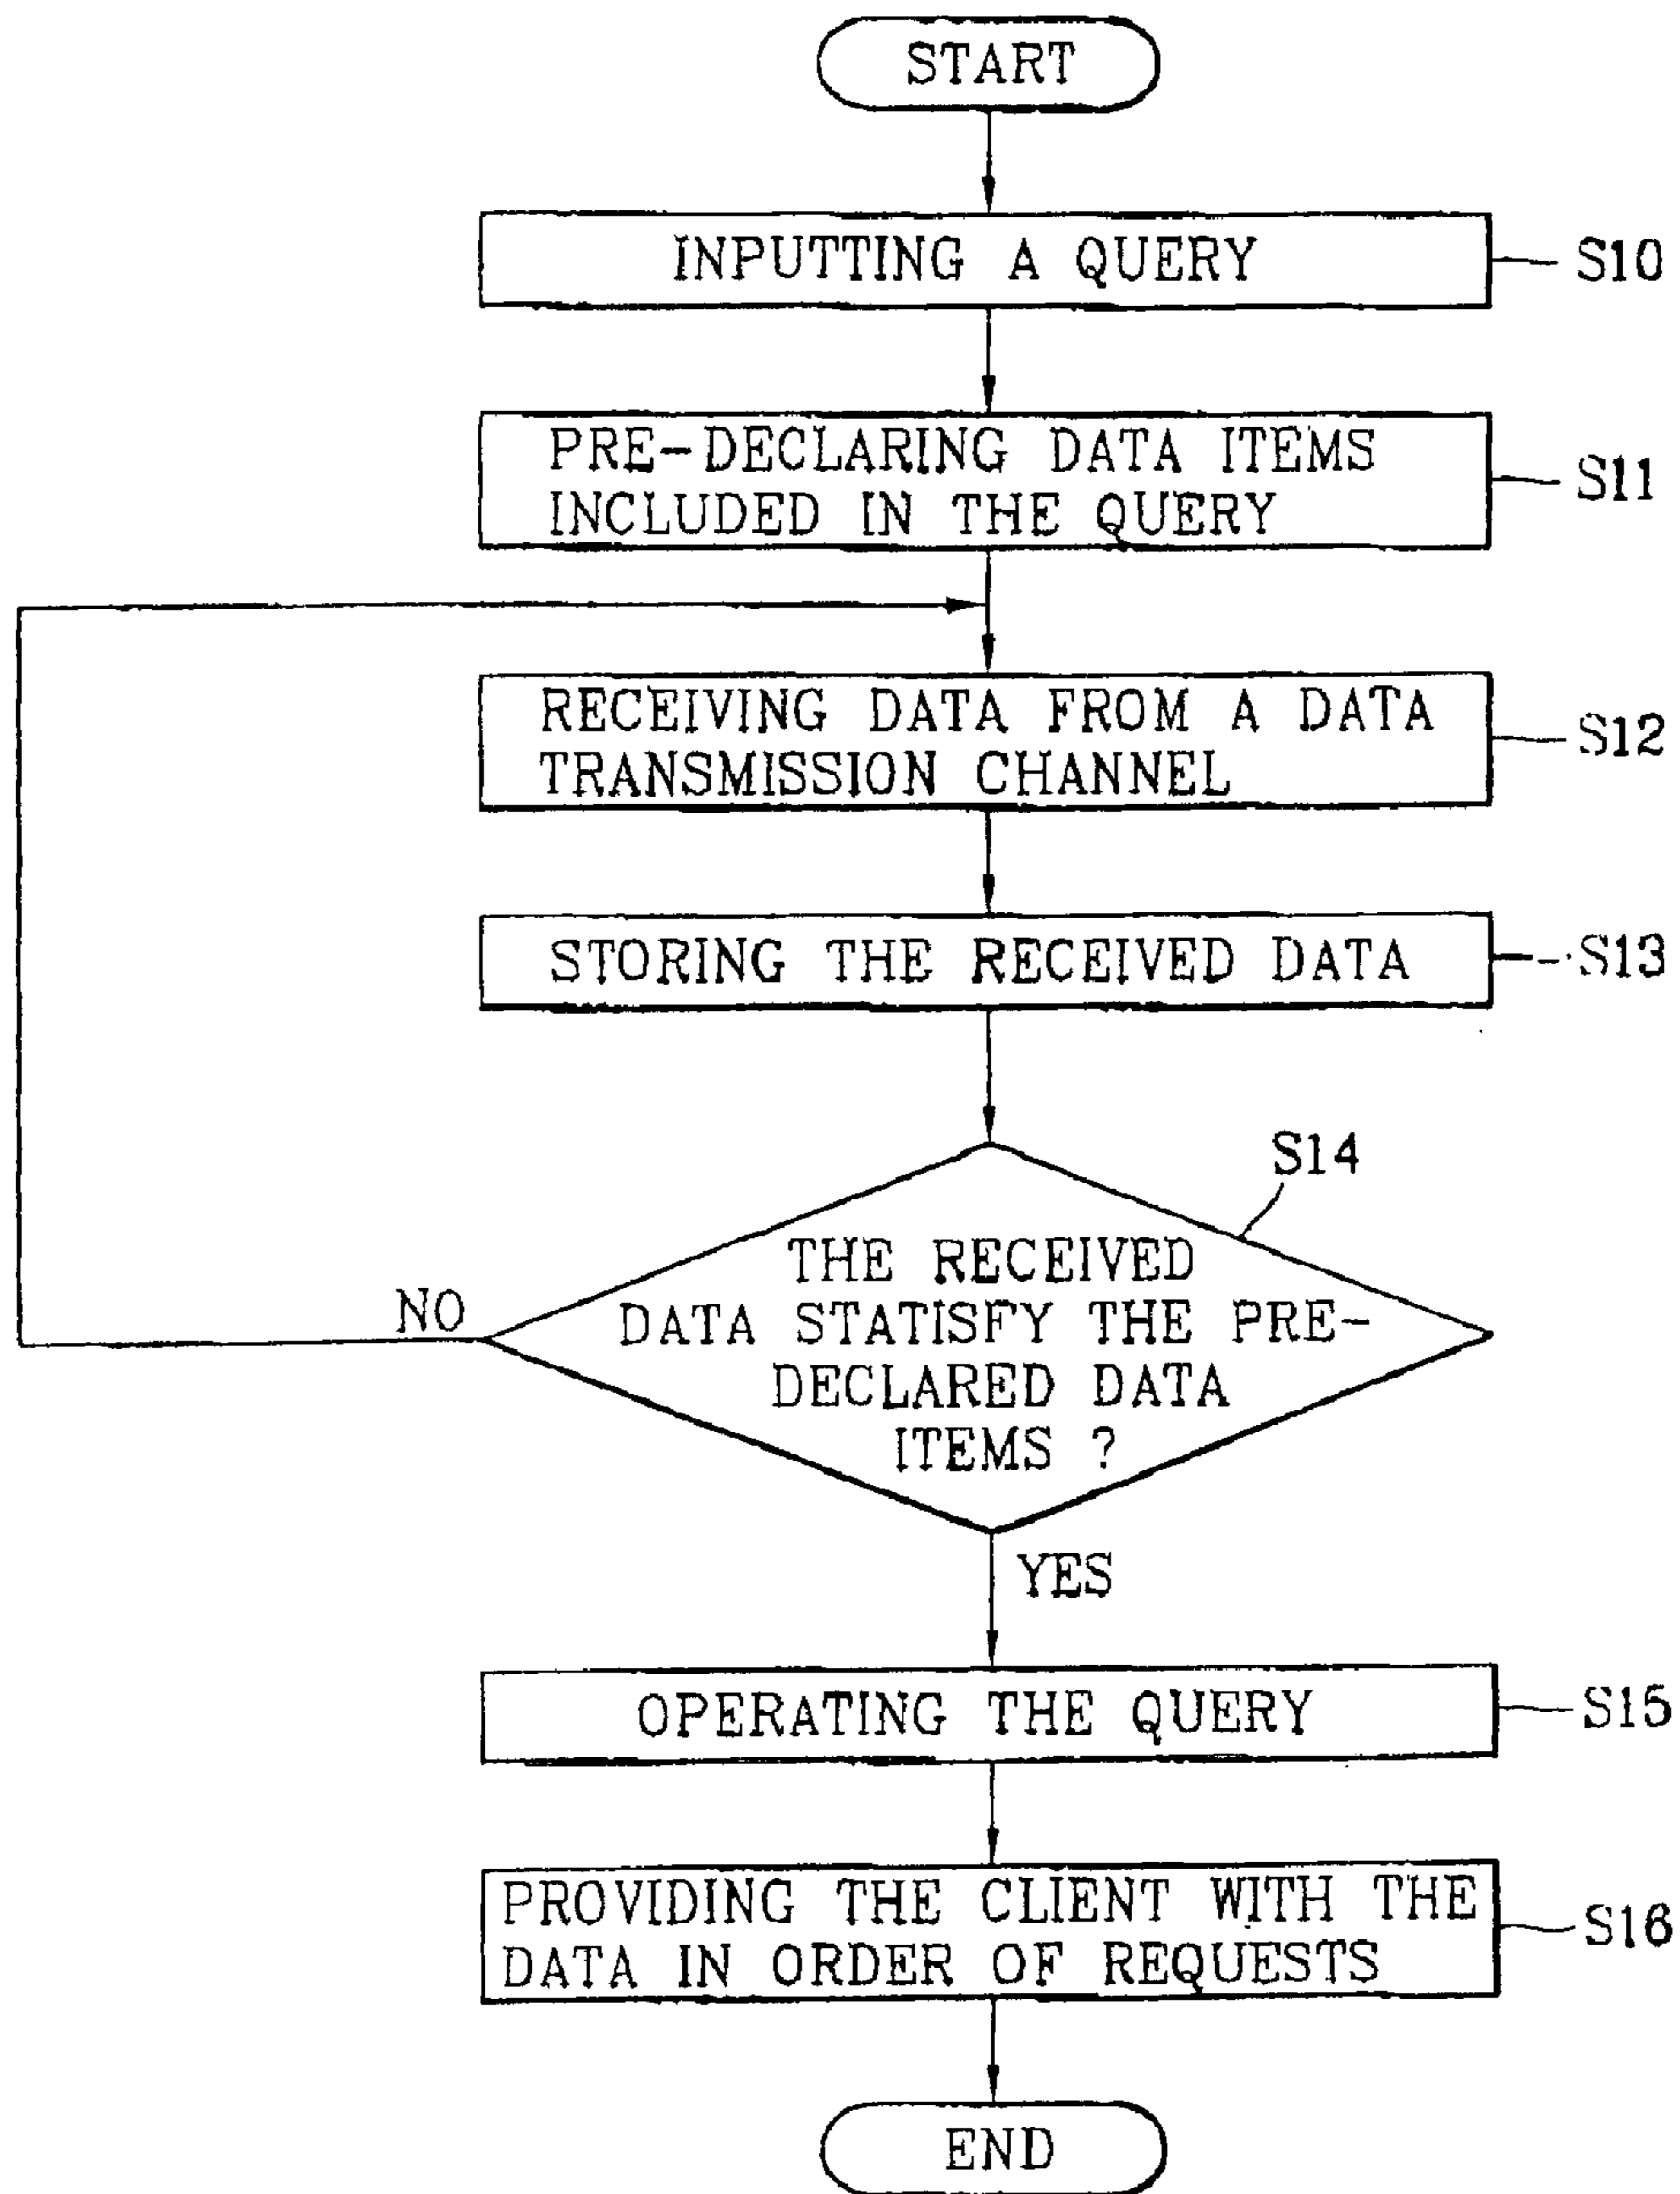 START
INPUTTING A QUERY
S10
PRE-DECLARING DATA ITEMS
INCLUDED IN THE QUERY
S11
RECEIVING DATA FROM A DATA
TRANSMISSION CHANNEL
S12
STORING THE RECEIVED DATA
S13
S14
THE RECEIVED
DATA STATISFY THE PRE-
DECLARED DATA
ITEMS ?
NO
YES
OPERATING THE QUERY
S15
PROVIDING THE CLIENT WITH THE
DATA IN ORDER OF REQUESTS
S16
END